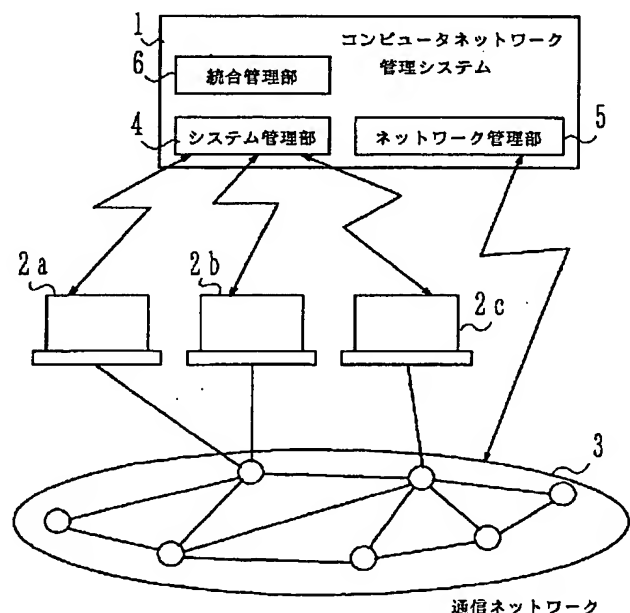 1
コンピュータネットワーク
管理システム
6
統合管理部
4
システム管理部
ネットワーク管理部
5
2a
2b
2c
3
通信ネットワーク